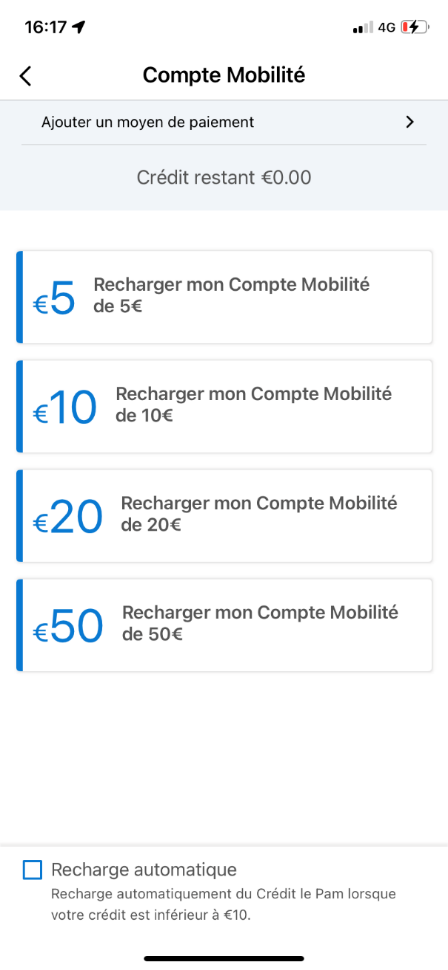 16:17
4G
Compte Mobilité
Ajouter un moyen de paiement
Crédit restant €0.00
€5
Recharger mon Compte Mobilité
de 5€
€10
Recharger mon Compte Mobilité
de 10€
€20
Recharger mon Compte Mobilité
de 20€
€50
Recharger mon Compte Mobilité
de 50€
Recharge automatique
Recharge automatiquement du Crédit le Pam lorsque
votre crédit est inférieur à €10.